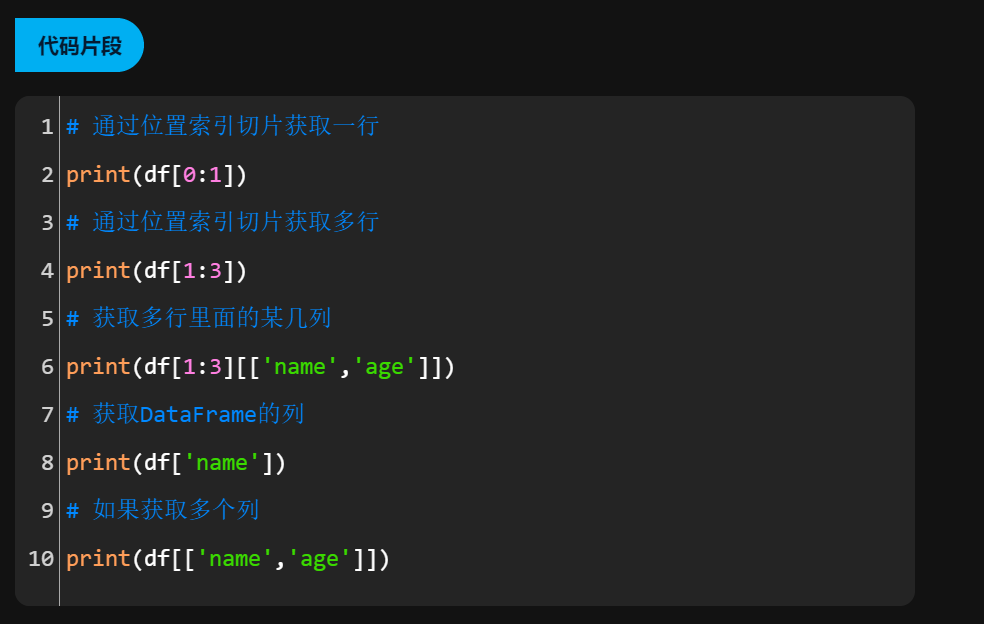 代码片段
1 # 通过位置索引切片获取一行
2 print(df[0:1])
3 # 通过位置索引切片获取多行
4 print(df[1:3])
5 # 获取多行里面的某几列
6 print(df[1:3][['name','age']])
7 # 获取DataFrame的列
8 print(df['name'])
9 # 如果获取多个列
10 print(df[['name','age']])